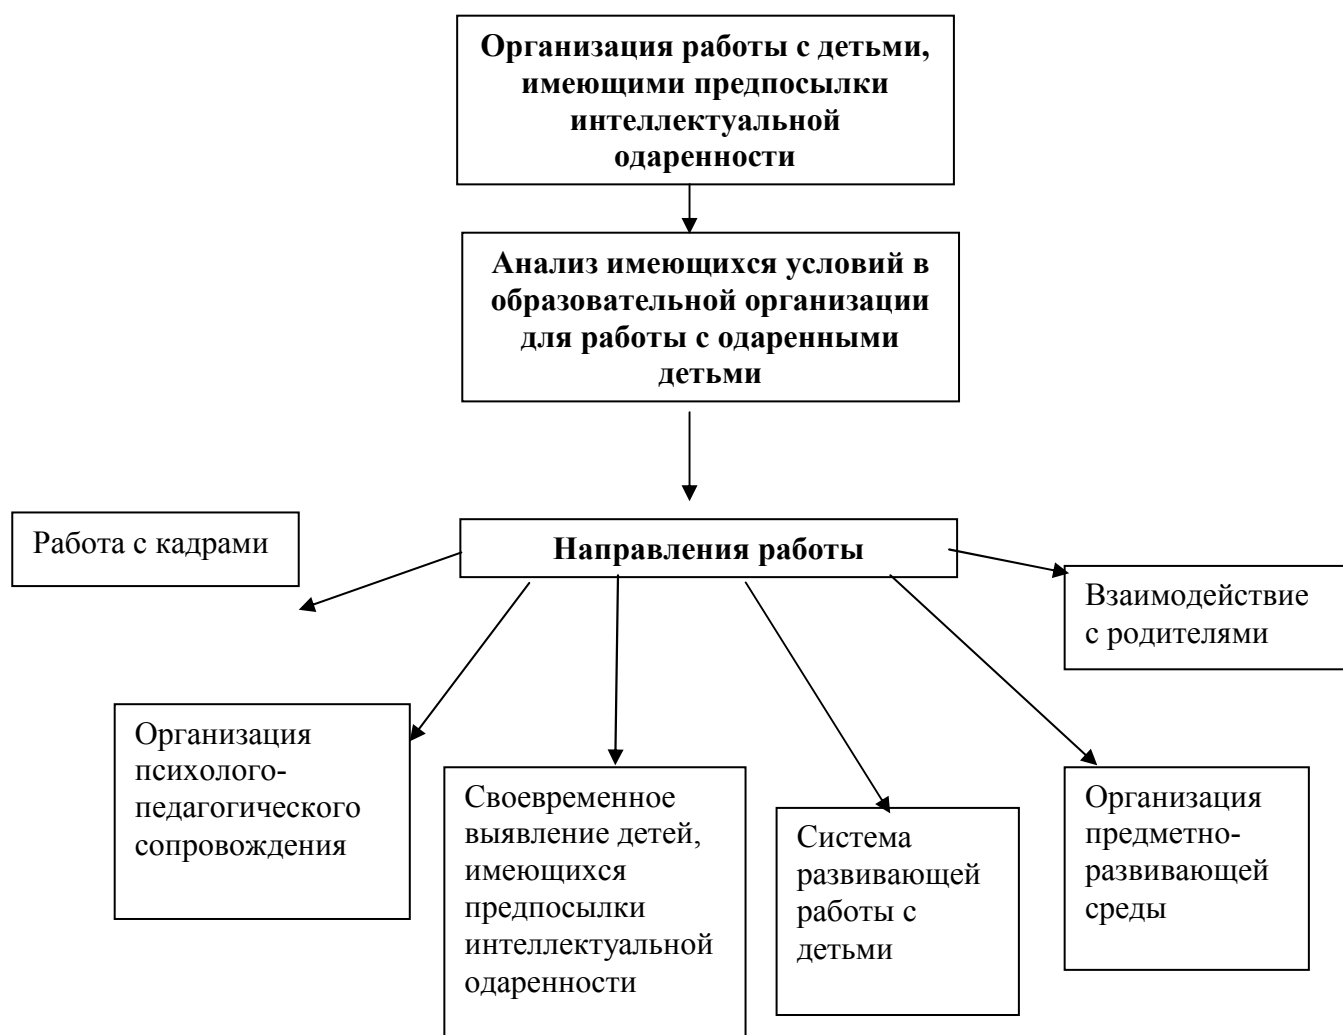 Организация работы с детьми,
имеющими предпосылки
интеллектуальной
одаренности
Анализ имеющихся условий в
образовательной организации
для работы с одаренными
детьми
Работа с кадрами
Направления работы
Взаимодействие
с родителями
Организация
психолого-
педагогического
сопровождения
Своевременное
выявление детей,
имеющихся
предпосылки
интеллектуальной
одаренности
Система
развивающей
работы с
детьми
Организация
предметно-
развивающей
среды